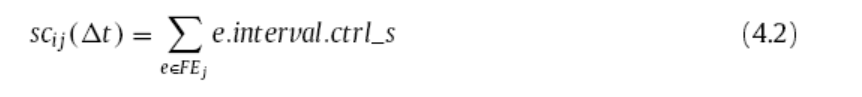 sc_{ij}(Δt) = ∑_{e∈FE_j} e.interval.ctrl_s (4.2)